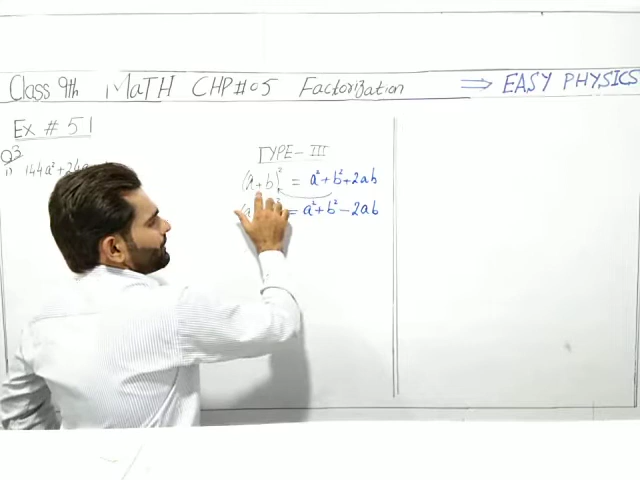 Class 9th MaTH CHP#05 Factorization ⇒ EASY PHYSICS
Ex # 51
Q3
TYPE-III
1) 144a² + 24a
(a+b)² = a² + b² + 2ab
= a² + b² - 2ab